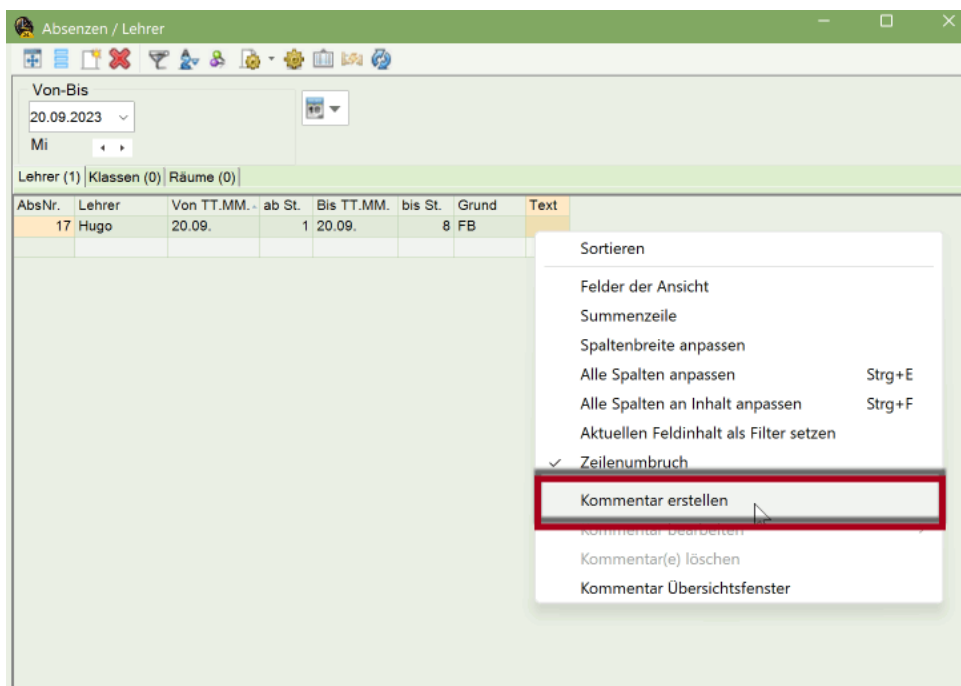 Absenzen / Lehrer
Von-Bis
20.09.2023
Mi
Lehrer (1) Klassen (0) Räume (0)
AbsNr. Lehrer Von TT.MM. ab St. Bis TT.MM. bis St. Grund Text
17 Hugo 20.09. 1 20.09. 8 FB
Sortieren
Felder der Ansicht
Summenzeile
Spaltenbreite anpassen
Alle Spalten anpassen Strg+E
Alle Spalten an Inhalt anpassen Strg+F
Aktuellen Feldinhalt als Filter setzen
Zeilenumbruch
Kommentar erstellen
Kommentar bearbeiten
Kommentar(e) löschen
Kommentar Übersichtsfenster